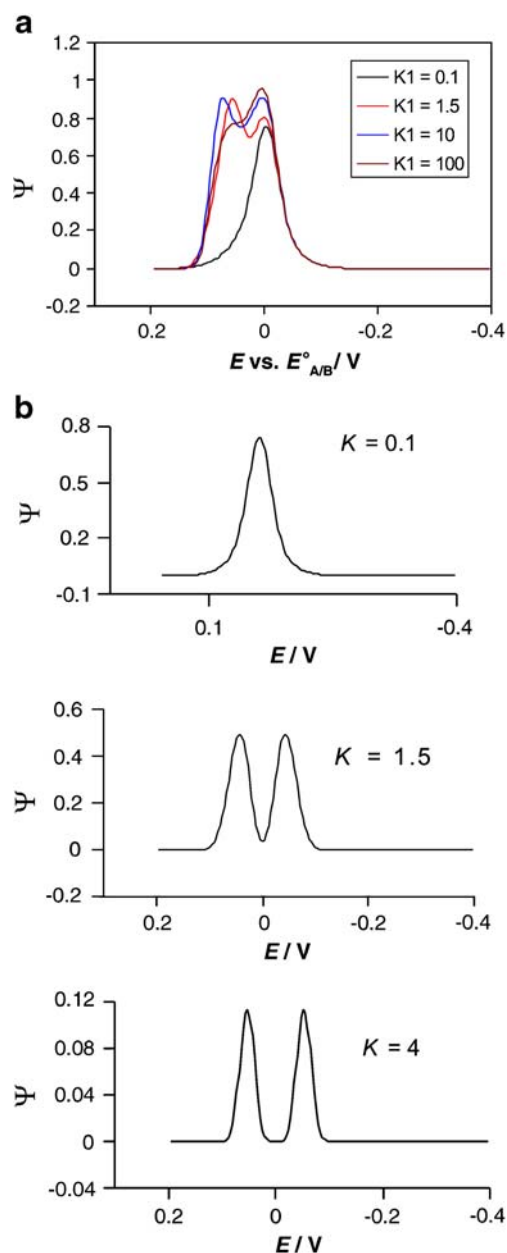 a
1.2
1
0.8
0.6
0.4
0.2
0
-0.2
Ψ
K1 = 0.1
K1 = 1.5
K1 = 10
K1 = 100
0.2 0 -0.2 -0.4
E vs. E°A/B/ V
b
0.8
0.5
0.2
-0.1
Ψ
K = 0.1
0.1 -0.4
E / V
0.6
0.4
0.2
0
-0.2
Ψ
K = 1.5
0.2 0 -0.2 -0.4
E / V
0.12
0.08
0.04
0
-0.04
Ψ
K = 4
0.2 0 -0.2 -0.4
E / V